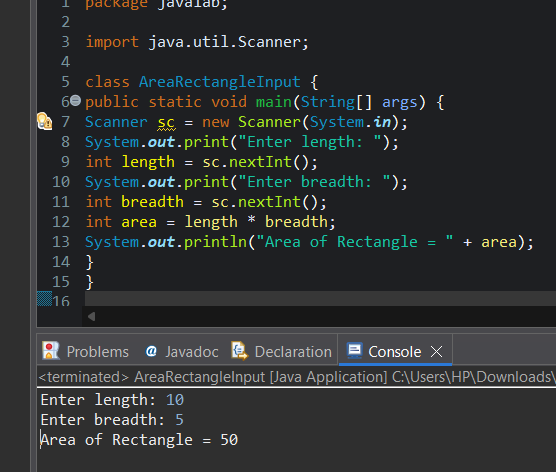 1 package javalab;
2
3 import java.util.Scanner;
4
5 class AreaRectangleInput {
6 public static void main(String[] args) {
7 Scanner sc = new Scanner(System.in);
8 System.out.print("Enter length: ");
9 int length = sc.nextInt();
10 System.out.print("Enter breadth: ");
11 int breadth = sc.nextInt();
12 int area = length * breadth;
13 System.out.println("Area of Rectangle = " + area);
14 }
15 }
16
Problems @ Javadoc Declaration Console
<terminated> AreaRectangleInput [Java Application] C:\Users\HP\Downloads\
Enter length: 10
Enter breadth: 5
Area of Rectangle = 50